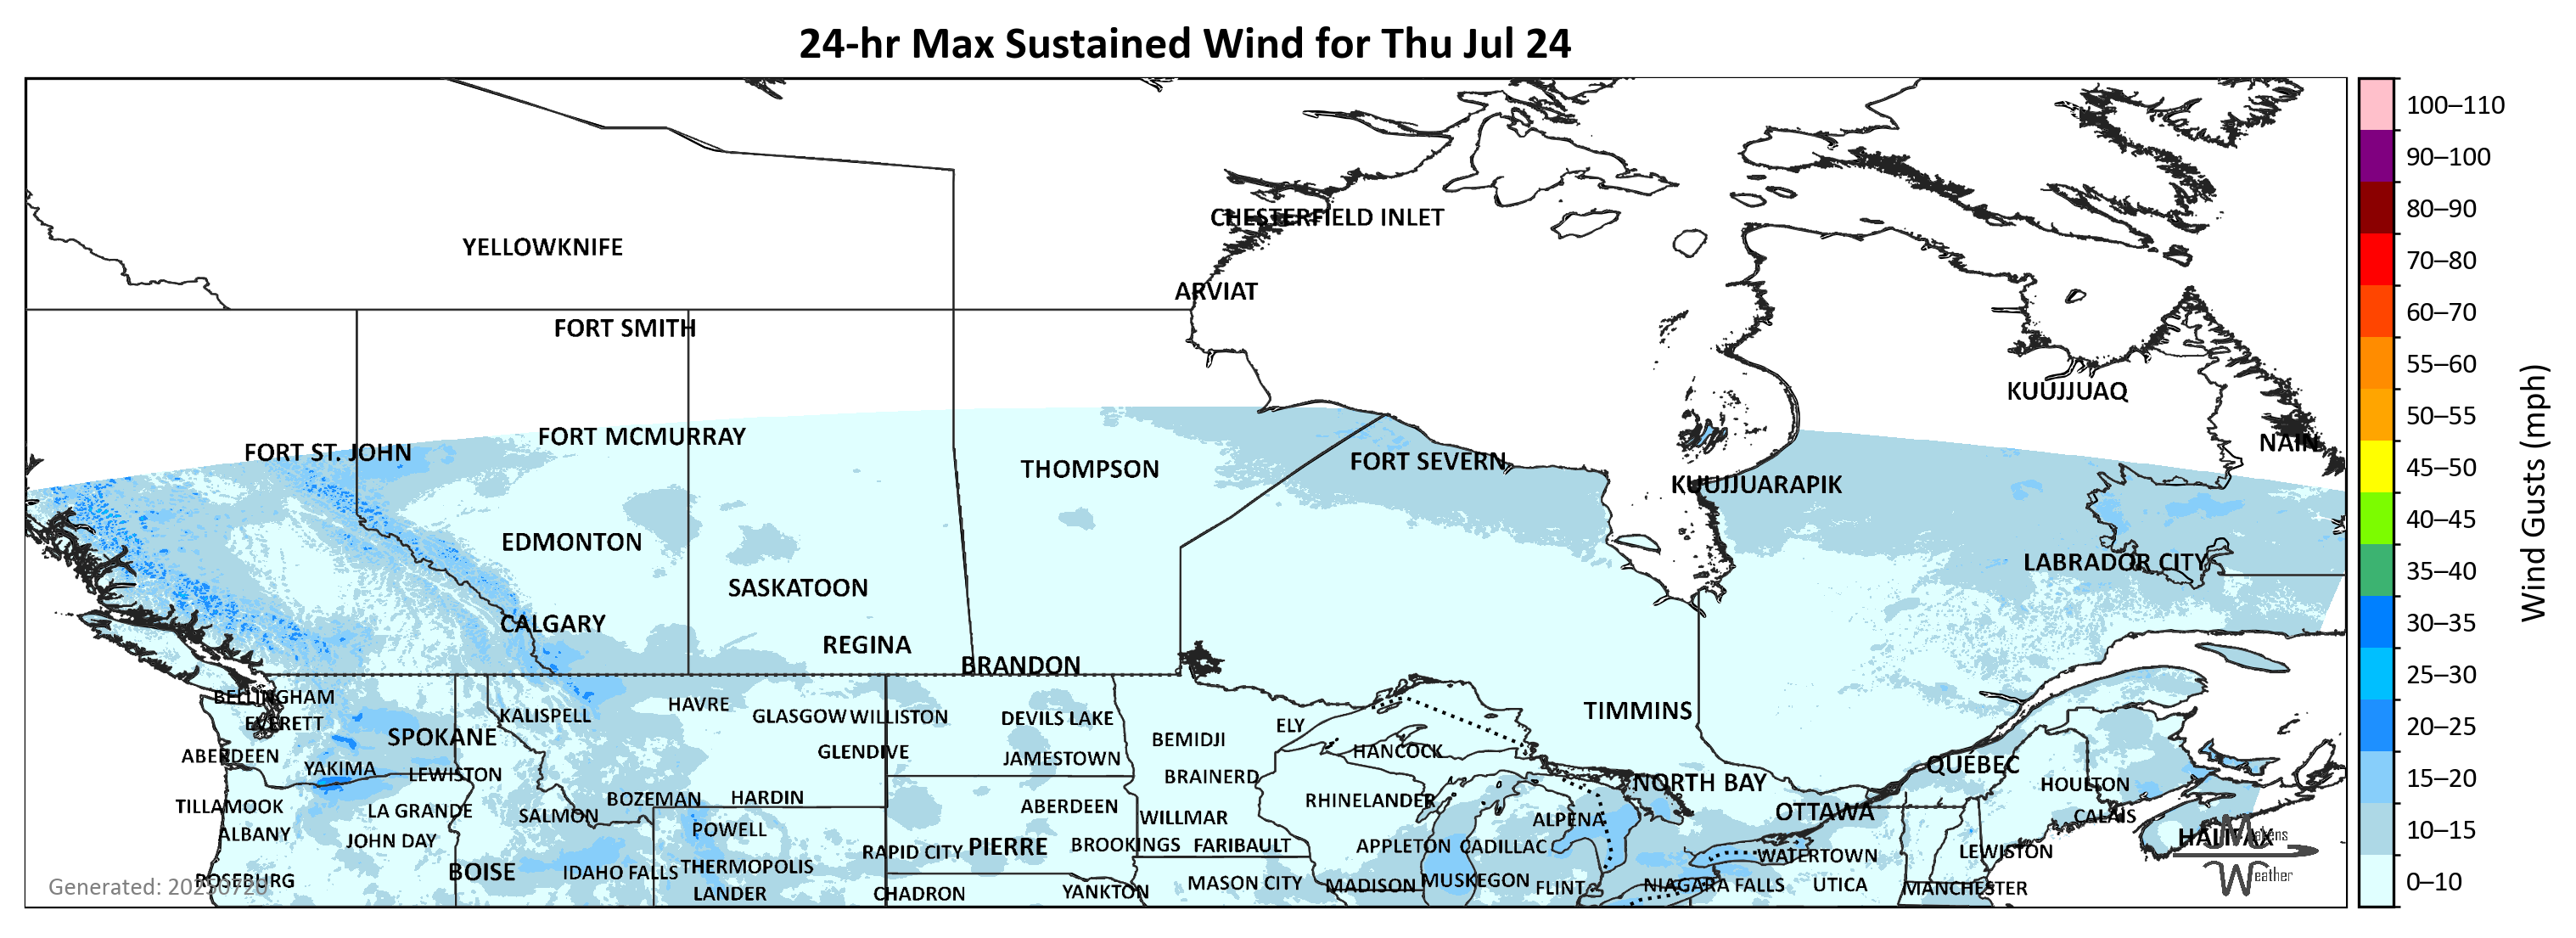 24-hr Max Sustained Wind for Thu Jul 24
100–110
90–100
80–90
70–80
60–70
55–60
50–55
45–50
40–45
35–40
30–35
25–30
20–25
15–20
10–15
0–10
Wind Gusts (mph)
CHESTERFIELD INLET
YELLOWKNIFE
ARVIAT
FORT SMITH
KUUJJUAQ
FORT MCMURRAY
NAIN
FORT ST. JOHN
FORT SEVERN
THOMPSON
KUUJJUARAPIK
EDMONTON
LABRADOR CITY
SASKATOON
CALGARY
REGINA
BRANDON
BELLINGHAM
HAVRE
TIMMINS
KALISPELL
GLASGOW
WILLISTON
DEVILS LAKE
EVERETT
ELY
SPOKANE
BEMIDJI
GLENDIVE
HANCOCK
ABERDEEN
JAMESTOWN
QUÉBEC
YAKIMA
LEWISTON
BRAINERD
NORTH BAY
HOULTON
BOZEMAN
HARDIN
RHINELANDER
TILLAMOOK
ABERDEEN
LA GRANDE
OTTAWA
SALMON
CALAIS
WILLMAR
ALPENA
POWELL
ALBANY
HALIFAX
JOHN DAY
BROOKINGS
FARIBAULT
APPLETON
CADILLAC
PIERRE
RAPID CITY
LEWISTON
WATERTOWN
THERMOPOLIS
BOISE
IDAHO FALLS
ROSEBURG
MUSKEGON
MASON CITY
MADISON
NIAGARA FALLS
UTICA
FLINT
MANCHESTER
Generated: 20250720
YANKTON
LANDER
CHADRON
Weather